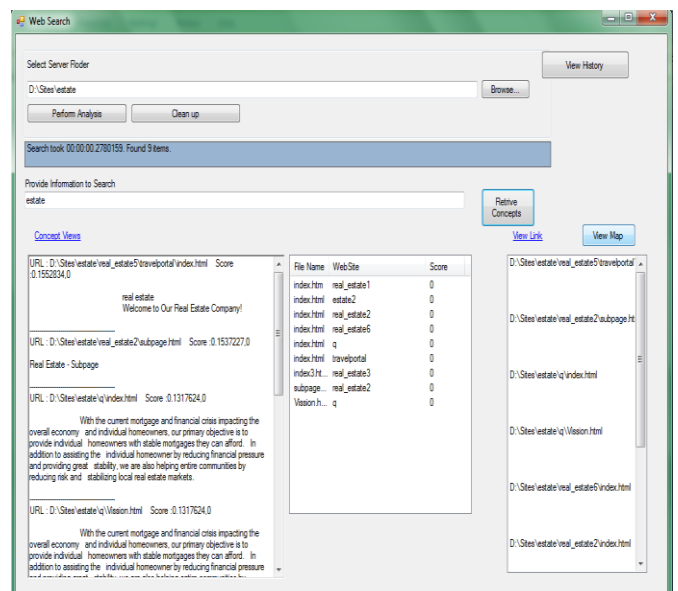 Web Search
Select Server Floder
View History
D:\Sites\estate
Browse...
Perform Analysis
Clean up
Search took 00:00:00.2780159. Found 9 items.
Provide Information to Search
estate
Retrive
Concepts
Concept Views
View Link
View Map
URL : D:\Sites\estate\real_estate5\travelportal\index.html Score
:0.1552834,0
real estate
Welcome to Our Real Estate Company!
URL : D:\Sites\estate\real_estate2\subpage.html Score :0.1537227,0
Real Estate - Subpage
URL : D:\Sites\estate\q\index.html Score :0.1317624,0
With the current mortgage and financial crisis impacting the
overall economy and individual homeowners, our primary objective is to
provide individual homeowners with stable mortgages they can afford. In
addition to assisting the individual homeowner by reducing financial pressure
and providing great stability, we are also helping entire communities by
reducing risk and stabilizing local real estate markets.
URL : D:\Sites\estate\q\Vission.html Score :0.1317624,0
With the current mortgage and financial crisis impacting the
overall economy and individual homeowners, our primary objective is to
provide individual homeowners with stable mortgages they can afford. In
addition to assisting the individual homeowner by reducing financial pressure
and providing great stability, we are also helping entire communities by
File Name WebSite Score
index.htm real_estate1 0
index.html estate2 0
index.html real_estate2 0
index.html real_estate6 0
index.html q 0
index.html travelportal 0
index3.ht... real_estate3 0
subpage... real_estate2 0
Vission.h... q 0
D:\Sites\estate\real_estate5\travelportal\
D:\Sites\estate\real_estate2\subpage.ht
D:\Sites\estate\q\index.html
D:\Sites\estate\q\Vission.html
D:\Sites\estate\real_estate6\index.html
D:\Sites\estate\real_estate2\index.html